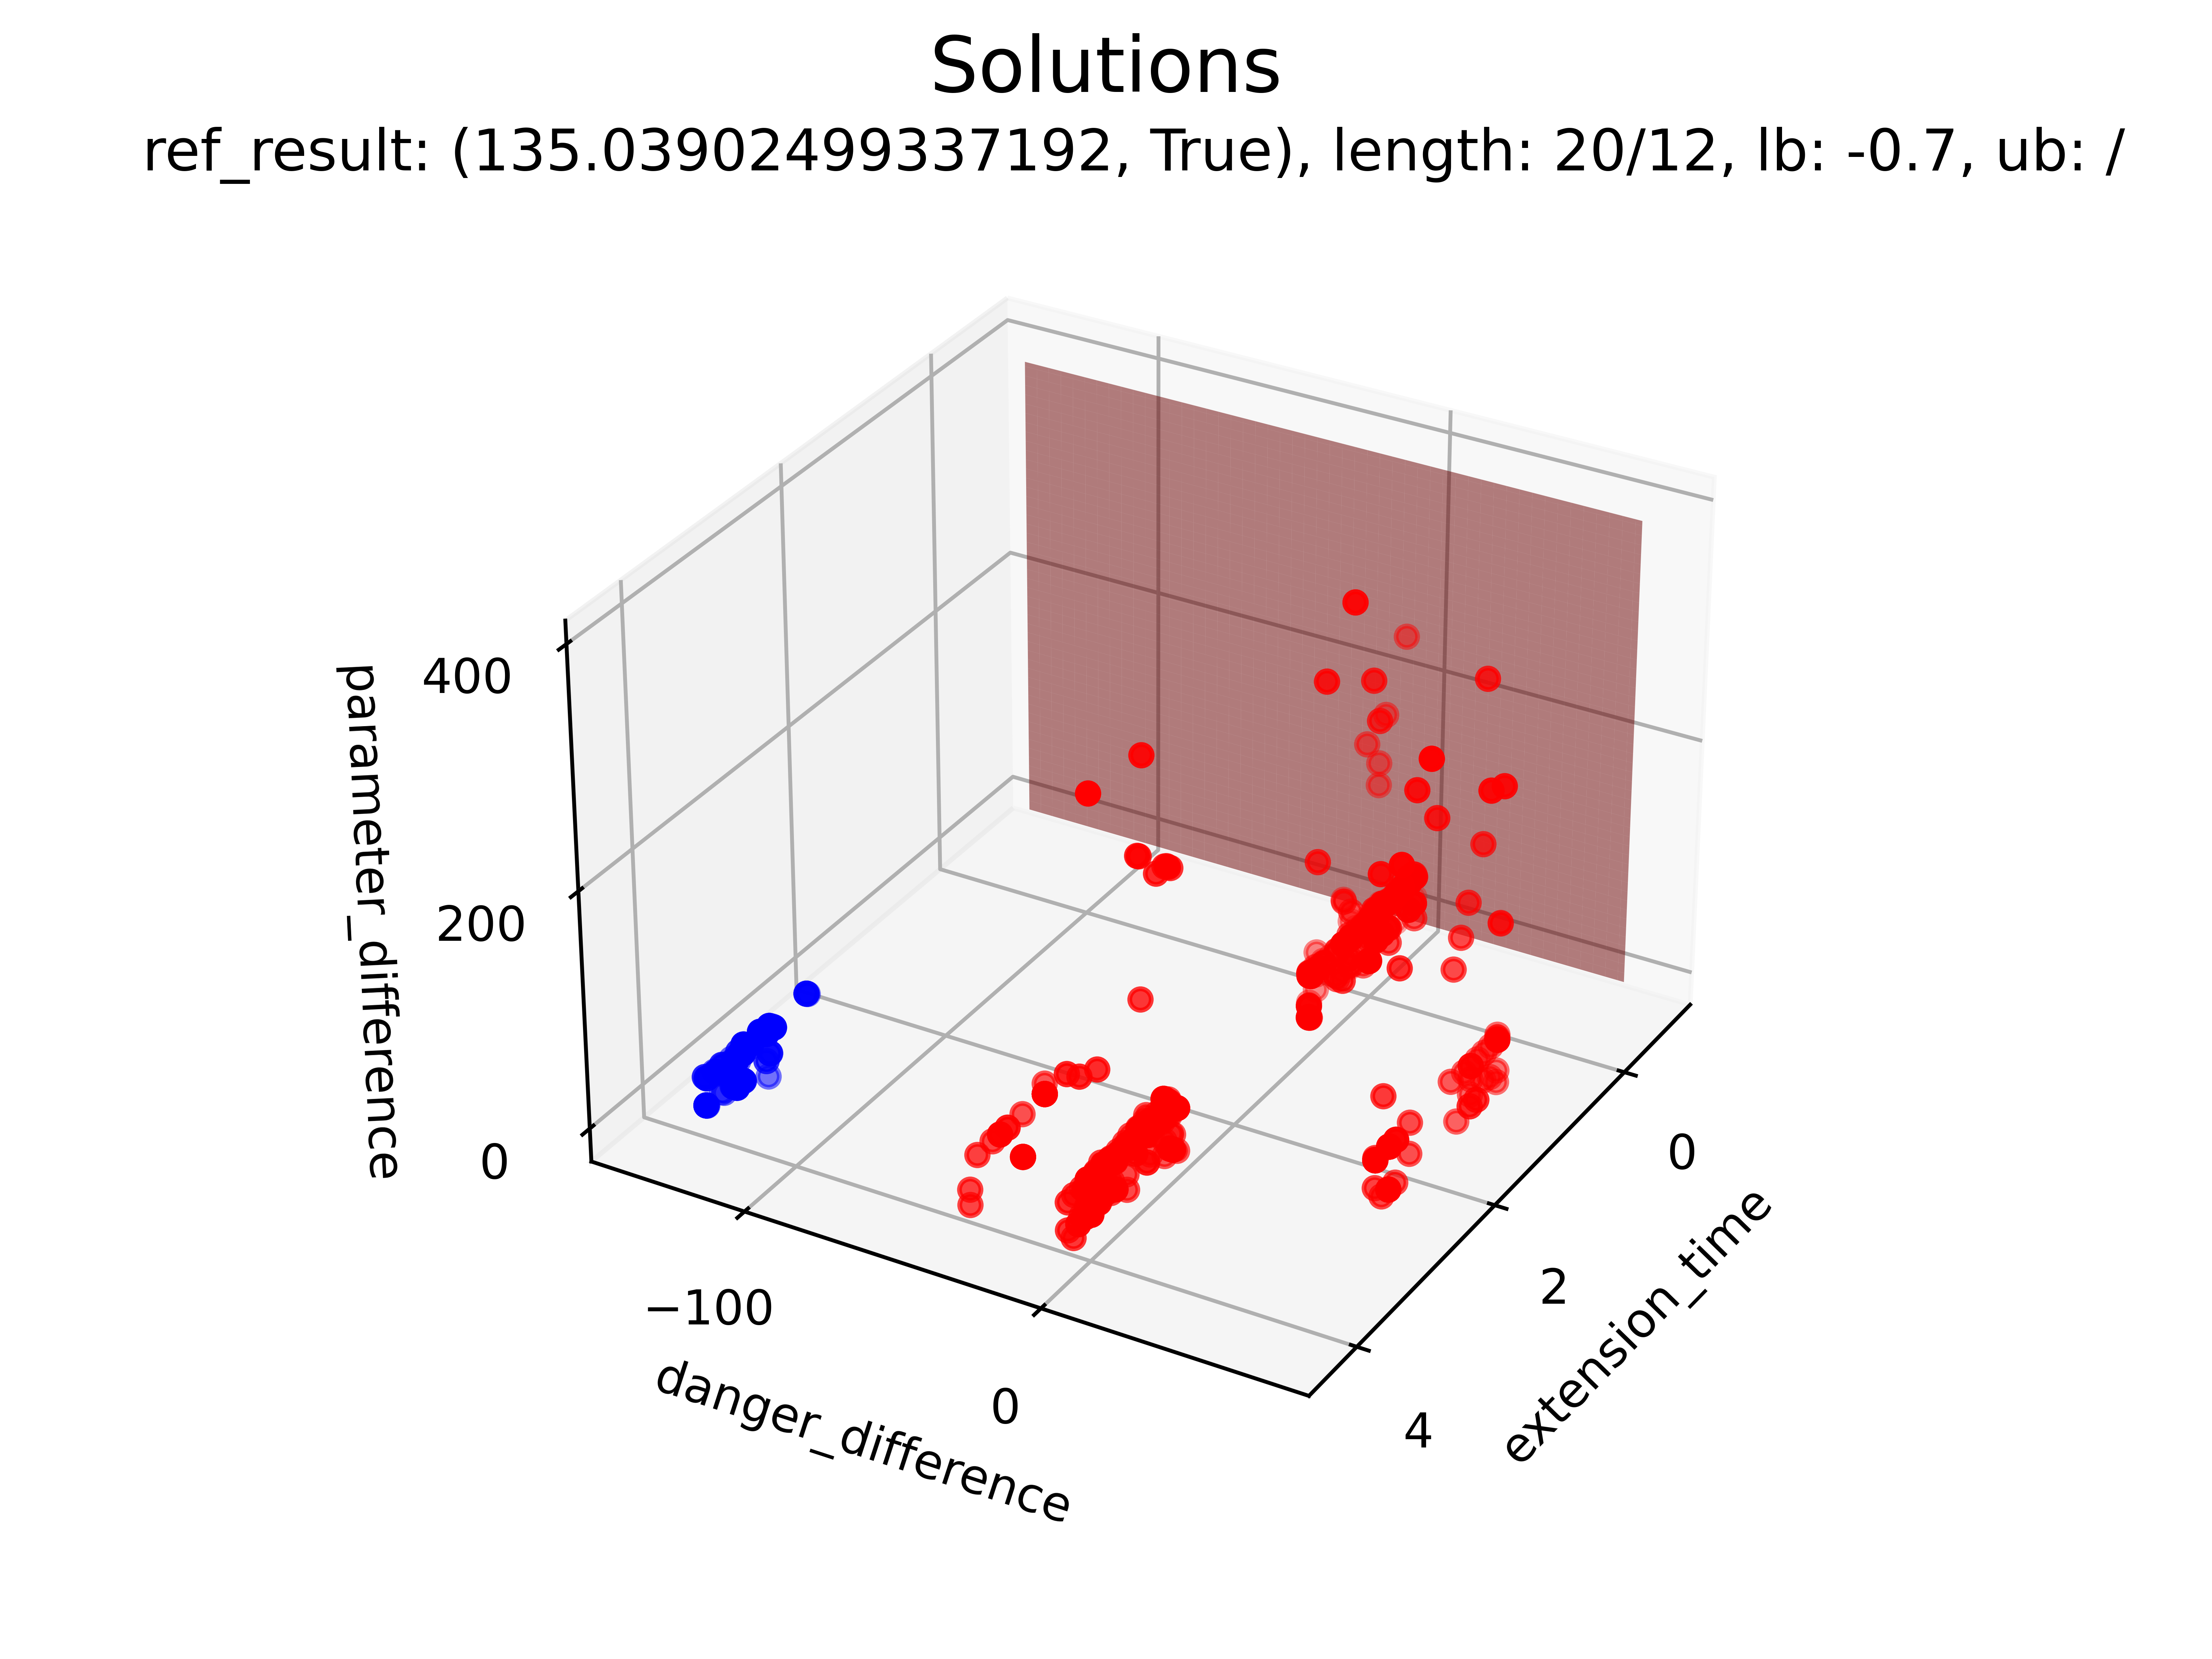 Solutions
ref_result: (135.03902499337192, True), length: 20/12, lb: -0.7, ub: /
parameter_difference
400
200
0
−100
0
danger_difference
0
2
4
extension_time